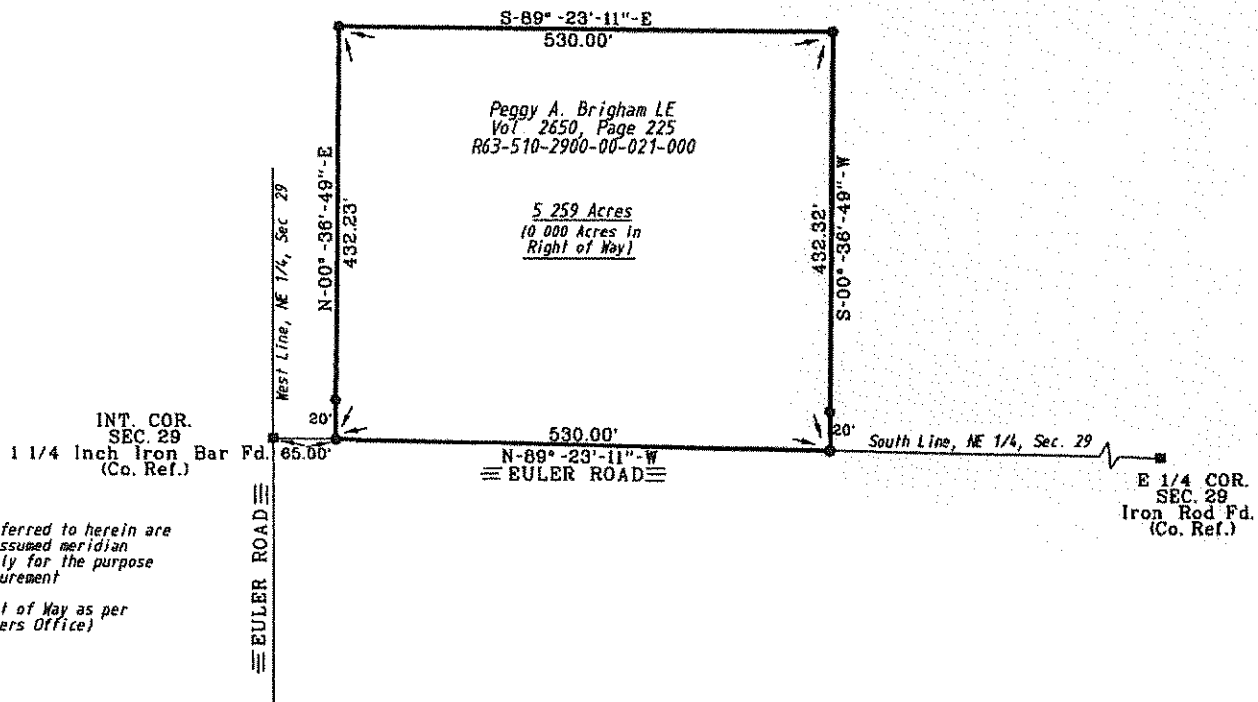 S-89°-23'-11"-E
530.00'
Peggy A. Brigham LE
Vol 2650, Page 225
R63-510-2900-00-021-000
5 259 Acres
(0 000 Acres in
Right of Way)
West Line, NE 1/4, Sec 29
N-00°-36'-49"-E
432.23'
432.32'
S-00°-36'-49"-W
INT. COR.
SEC. 29
1 1/4 Inch Iron Bar Fd.
(Co. Ref.)
65.00'
20'
530.00'
N-89°-23'-11"-W
EULER ROAD
20'
South Line, NE 1/4, Sec. 29
E 1/4 COR.
SEC. 29
Iron Rod Fd.
(Co. Ref.)
ferred to herein are
ssumed meridian
ly for the purpose
urement
t of Way as per
ers Office)
EULER ROAD